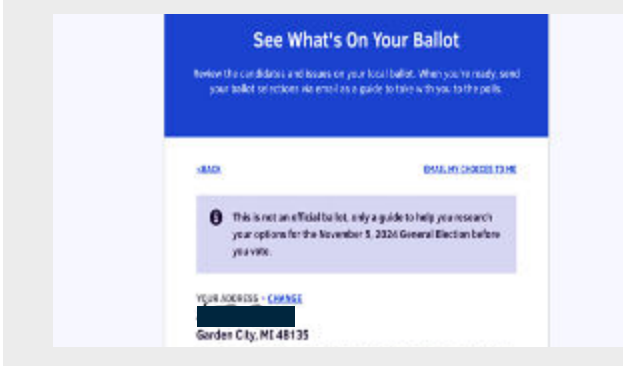 See What's On Your Ballot
Review the candidates and issues on your local ballot. When you're ready, send
your ballot selections via email as a guide to take with you to the polls.
<BACK
EMAIL MY CHOICES TO ME
This is not an official ballot, only a guide to help you research
your options for the November 5, 2024 General Election before
you vote.
YOUR ADDRESS - CHANGE
Garden City, MI 48135